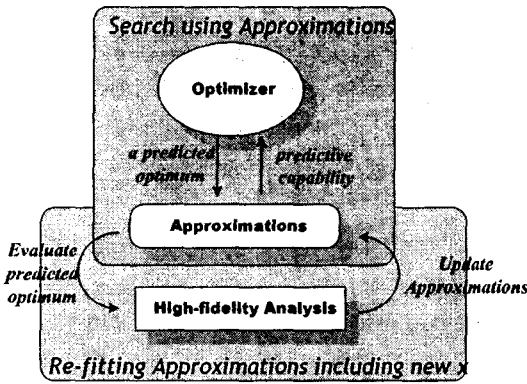 Search using Approximations
Optimizer
a predicted
optimum
predictive
capability
Approximations
Evaluate
predicted
optimum
Update
Approximations
High-fidelity Analysis
Re-fitting Approximations including new x